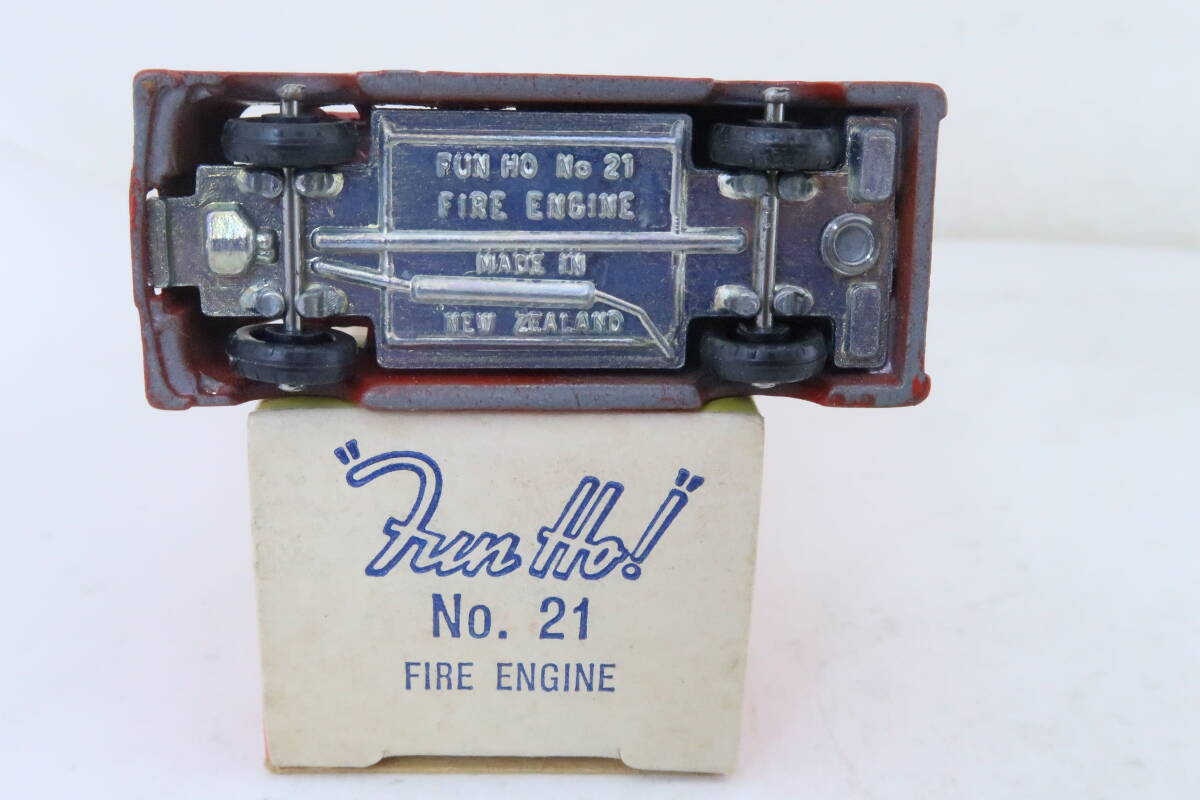 FUN HO No 21
FIRE ENGINE
MADE IN
NEW ZEALAND
"Fun Ho!"
No. 21
FIRE ENGINE